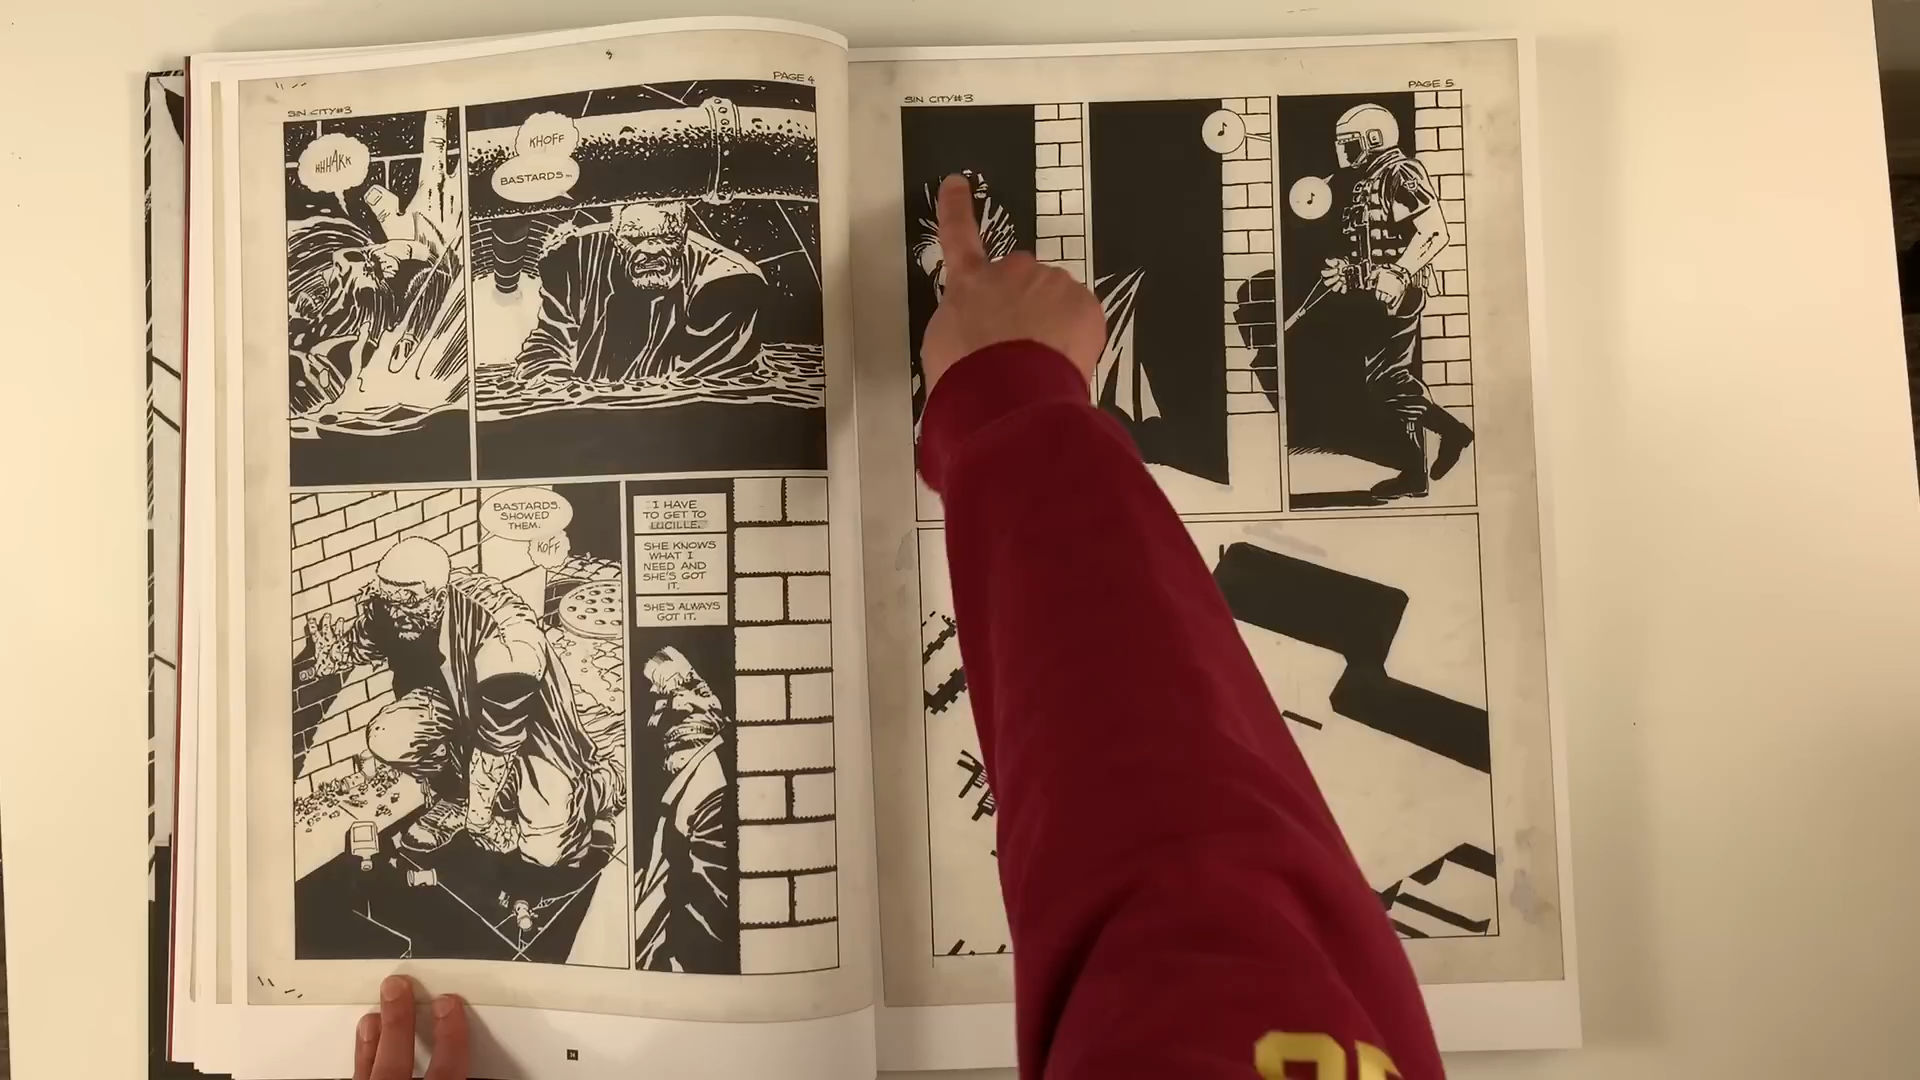 PAGE 4
SIN CITY#3
HHHAKK
KHOFF
BASTARDS--
BASTARDS.
SHOWED
THEM.
KOFF
I HAVE
TO GET TO
LUCILLE.
SHE KNOWS
WHAT I
NEED AND
SHE'S GOT
IT.
SHE'S ALWAYS
GOT IT.
SIN CITY#3
PAGE 5